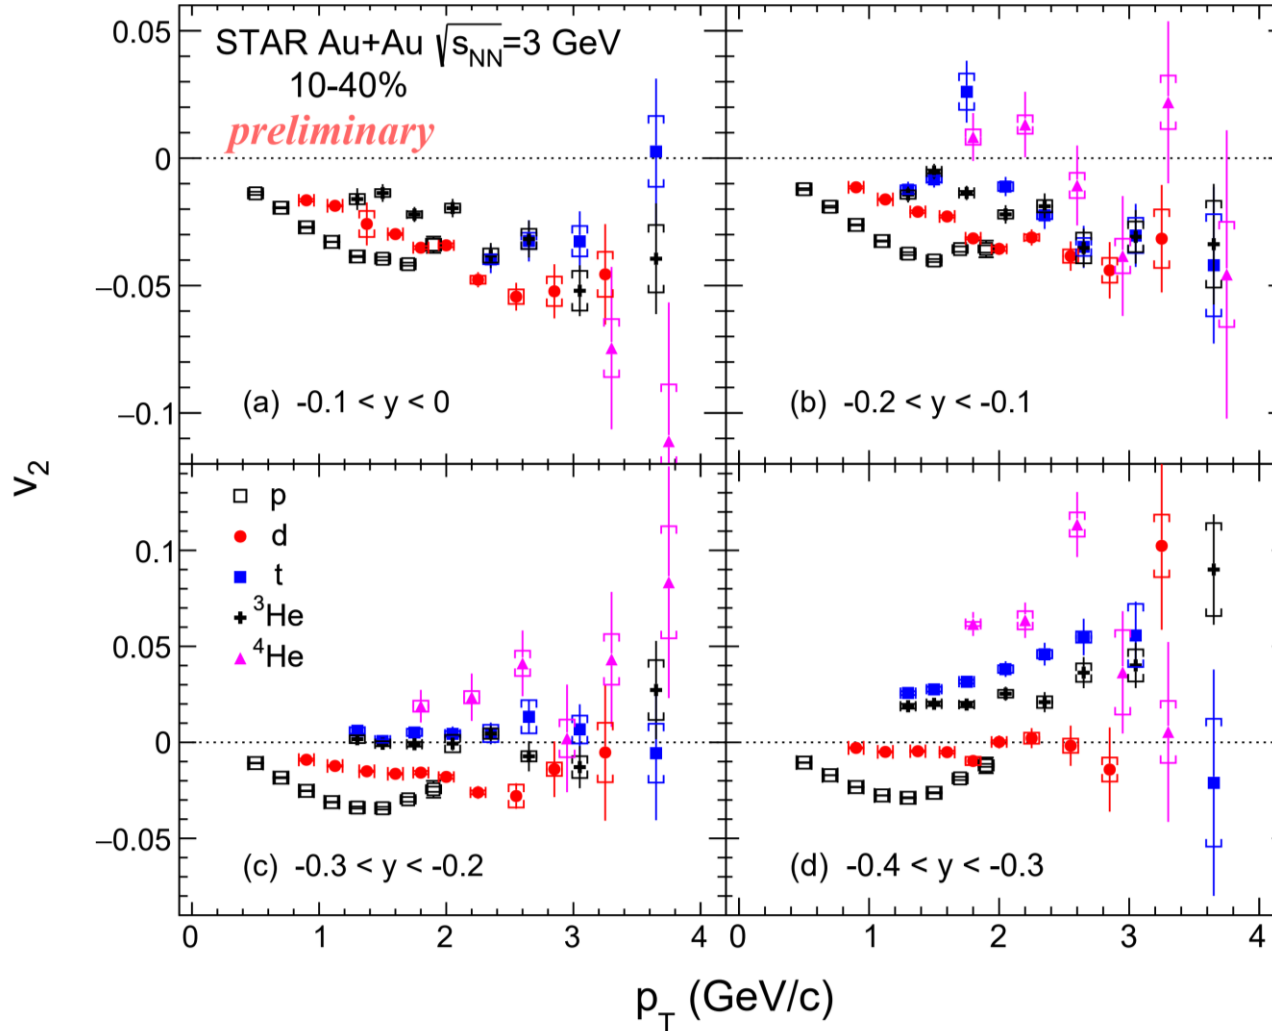 STAR Au+Au √sNN=3 GeV
10-40%
preliminary
0.05
0
−0.05
−0.1
(a) -0.1 < y < 0
(b) -0.2 < y < -0.1
v2
p
d
t
3He
4He
0.1
0.05
0
−0.05
(c) -0.3 < y < -0.2
(d) -0.4 < y < -0.3
0 1 2 3 4
0 1 2 3 4
pT (GeV/c)